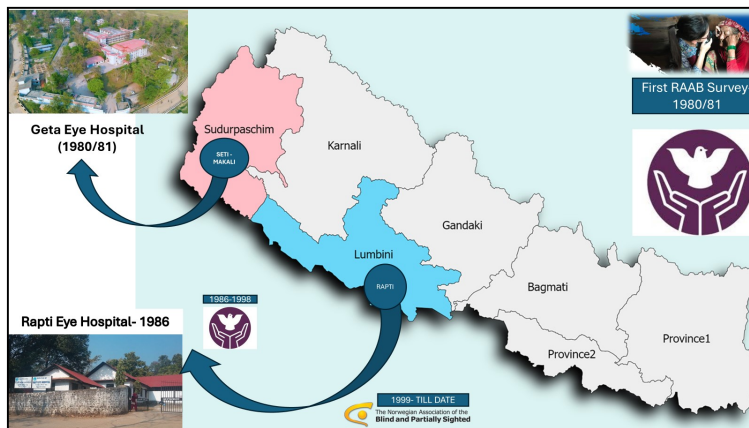 Geta Eye Hospital
(1980/81)
Sudurpaschim
SETI -
MAKALI
Karnali
Gandaki
Lumbini
RAPTI
Bagmati
Province2
Province1
First RAAB Survey-
1980/81
1986-1998
Rapti Eye Hospital- 1986
1999- TILL DATE
The Norwegian Association of the
Blind and Partially Sighted